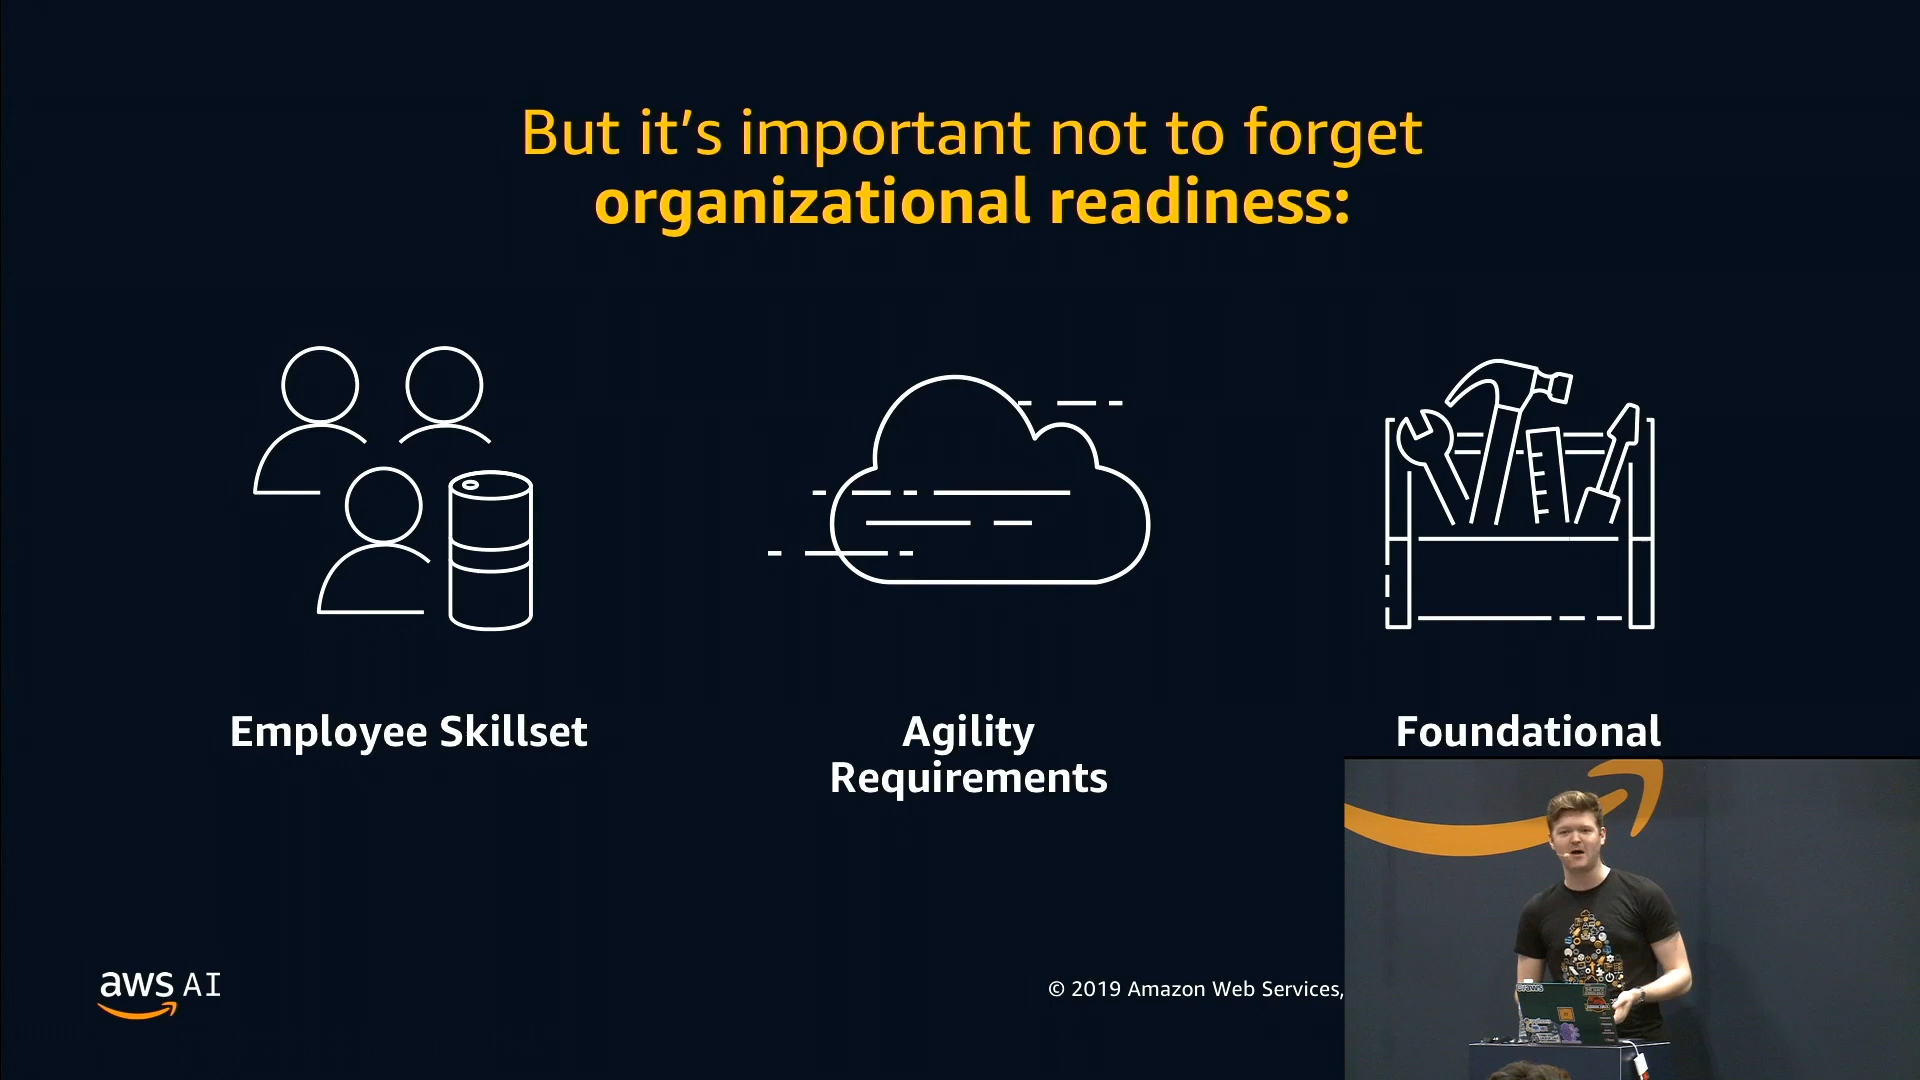 But it’s important not to forget
organizational readiness:
Employee Skillset
Agility
Requirements
Foundational
aws AI
© 2019 Amazon Web Services,